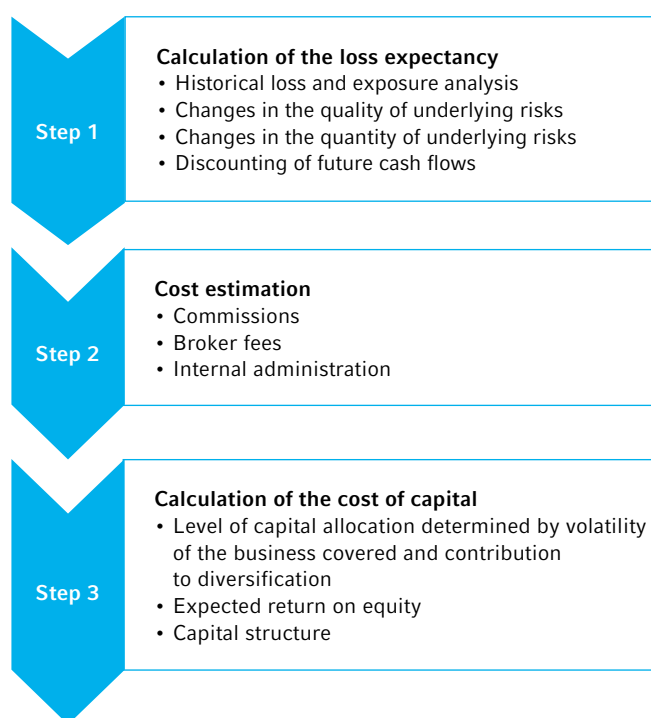 Step 1
Calculation of the loss expectancy
• Historical loss and exposure analysis
• Changes in the quality of underlying risks
• Changes in the quantity of underlying risks
• Discounting of future cash flows
Step 2
Cost estimation
• Commissions
• Broker fees
• Internal administration
Step 3
Calculation of the cost of capital
• Level of capital allocation determined by volatility
of the business covered and contribution
to diversification
• Expected return on equity
• Capital structure